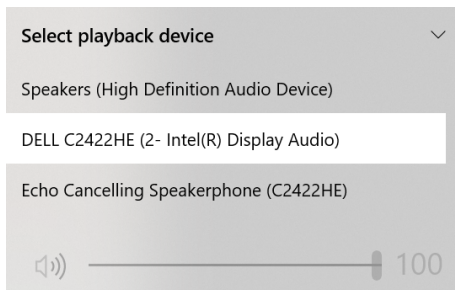 Select playback device
Speakers (High Definition Audio Device)
DELL C2422HE (2- Intel(R) Display Audio)
Echo Cancelling Speakerphone (C2422HE)
100